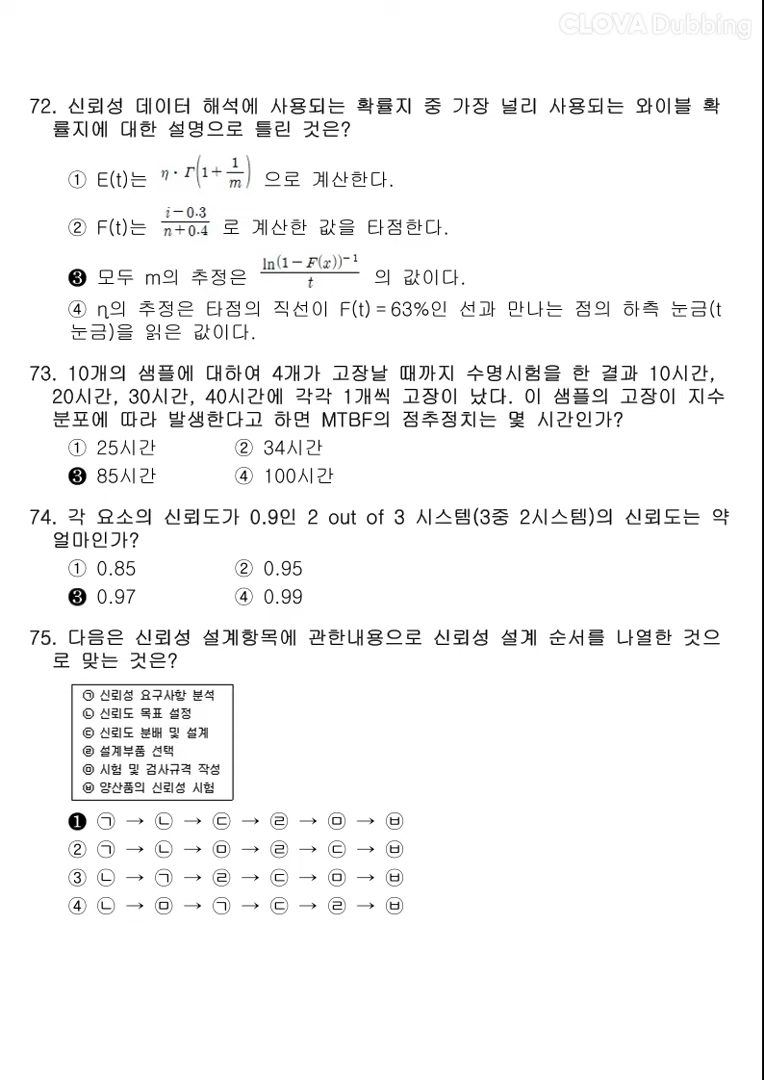 CLOVA Dubbing
72. 신뢰성 데이터 해석에 사용되는 확률지 중 가장 널리 사용되는 와이블 확
률지에 대한 설명으로 틀린 것은?
① E(t)는 η · Γ(1 + 1/m) 으로 계산한다.
② F(t)는 (i-0.3)/(n+0.4) 로 계산한 값을 타점한다.
❸ 모두 m의 추정은 ln(1-F(x))⁻¹/t 의 값이다.
④ η의 추정은 타점의 직선이 F(t)=63%인 선과 만나는 점의 하측 눈금(t
눈금)을 읽은 값이다.
73. 10개의 샘플에 대하여 4개가 고장날 때까지 수명시험을 한 결과 10시간,
20시간, 30시간, 40시간에 각각 1개씩 고장이 났다. 이 샘플의 고장이 지수
분포에 따라 발생한다고 하면 MTBF의 점추정치는 몇 시간인가?
① 25시간 ② 34시간
❸ 85시간 ④ 100시간
74. 각 요소의 신뢰도가 0.9인 2 out of 3 시스템(3중 2시스템)의 신뢰도는 약
얼마인가?
① 0.85 ② 0.95
❸ 0.97 ④ 0.99
75. 다음은 신뢰성 설계항목에 관한내용으로 신뢰성 설계 순서를 나열한 것으
로 맞는 것은?
㉠ 신뢰성 요구사항 분석
㉡ 신뢰도 목표 설정
㉢ 신뢰도 분배 및 설계
㉣ 설계부품 선택
㉤ 시험 및 검사규격 작성
㉥ 양산품의 신뢰성 시험
❶ ㉠ → ㉡ → ㉢ → ㉣ → ㉤ → ㉥
② ㉠ → ㉡ → ㉤ → ㉣ → ㉢ → ㉥
③ ㉡ → ㉠ → ㉣ → ㉢ → ㉤ → ㉥
④ ㉡ → ㉤ → ㉠ → ㉢ → ㉣ → ㉥